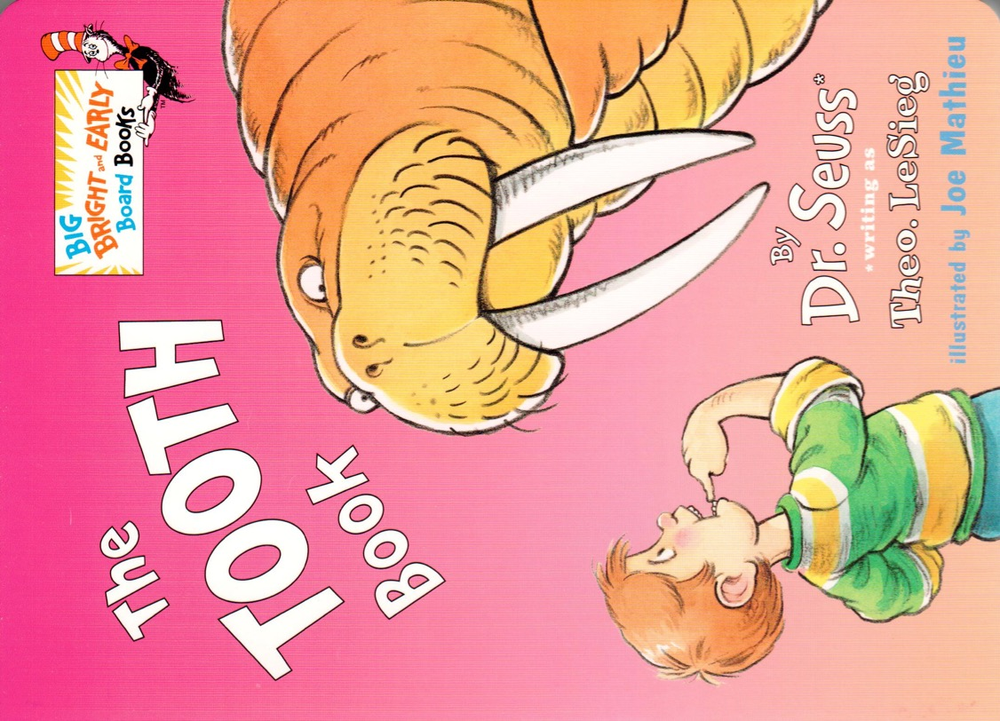 The
TOOTH
Book
BIG
BRIGHT and EARLY
Board Books
TM
By
Dr. Seuss*
*writing as
Theo. LeSieg
illustrated by Joe Mathieu